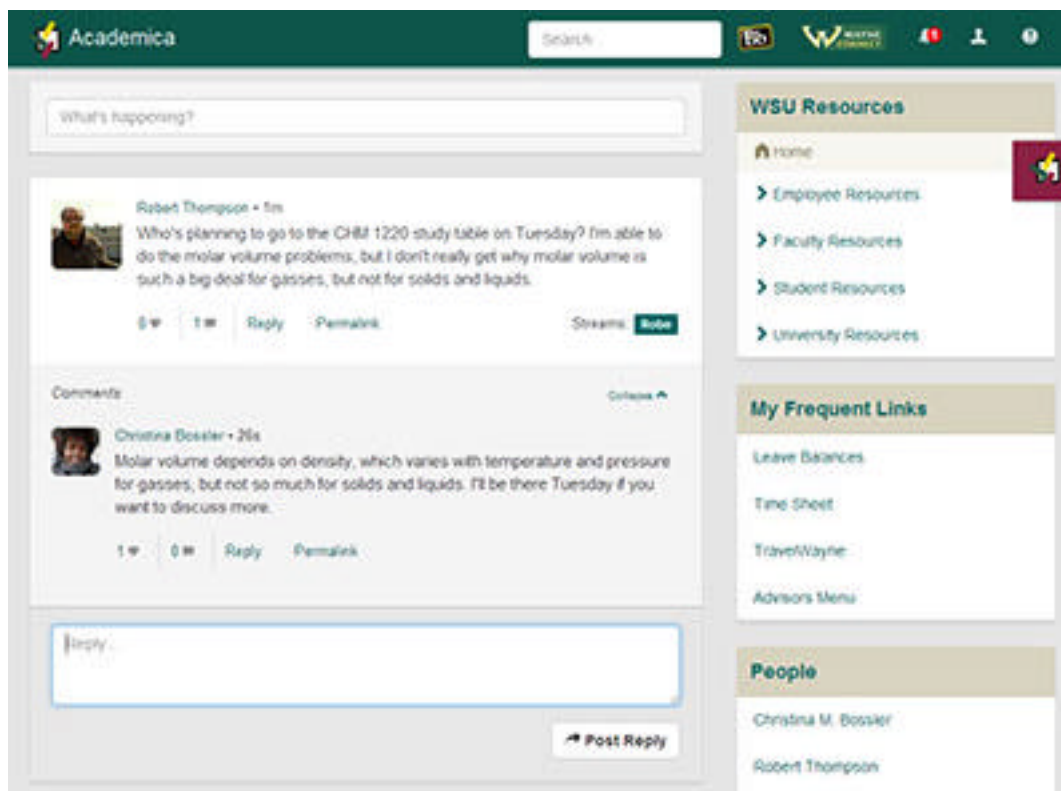 Academica
Search
Bb
WAYNE
CONNECT
1
What's happening?
Robert Thompson • 1m
Who's planning to go to the CHM 1220 study table on Tuesday? I'm able to
do the molar volume problems, but I don't really get why molar volume is
such a big deal for gasses, but not for solids and liquids.
0 1 Reply Permalink Streams: Robe
Comments Collapse
Christina Bossler • 26s
Molar volume depends on density, which varies with temperature and pressure
for gasses, but not so much for solids and liquids. I'll be there Tuesday if you
want to discuss more.
1 0 Reply Permalink
Reply...
Post Reply
WSU Resources
Home
Employee Resources
Faculty Resources
Student Resources
University Resources
My Frequent Links
Leave Balances
Time Sheet
TravelWayne
Advisors Menu
People
Christina M. Bossler
Robert Thompson